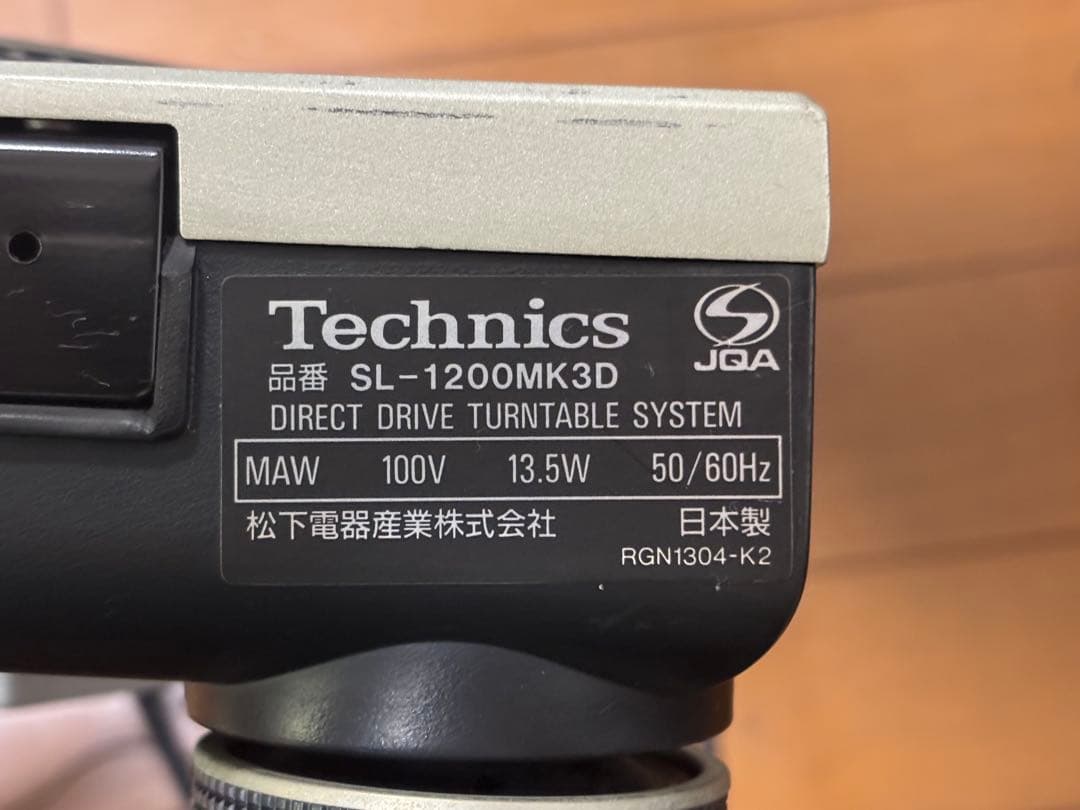 Technics
JQA
品番 SL-1200MK3D
DIRECT DRIVE TURNTABLE SYSTEM
MAW 100V 13.5W 50/60Hz
松下電器産業株式会社 日本製
RGN1304-K2